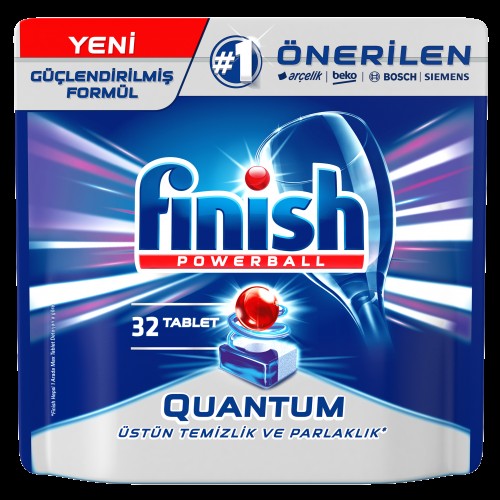 YENİ
GÜÇLENDİRİLMİŞ
FORMÜL
#1 ÖNERİLEN
arçelik | beko | BOSCH | SIEMENS
finish
POWERBALL
32 TABLET
QUANTUM
ÜSTÜN TEMİZLİK VE PARLAKLIK*